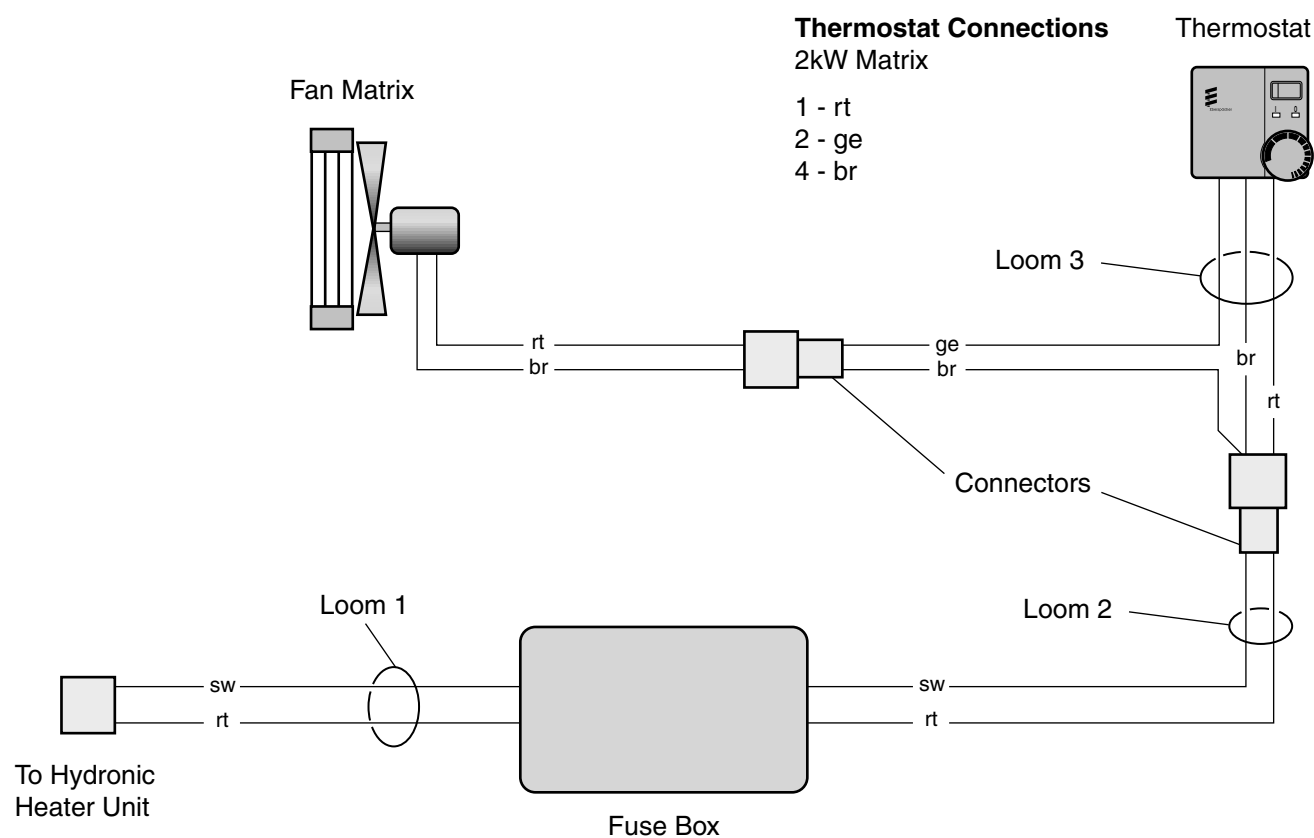 Thermostat Connections
2kW Matrix
1 - rt
2 - ge
4 - br
Thermostat
Fan Matrix
Loom 3
rt
br
ge
br
br
rt
Connectors
Loom 1
Loom 2
sw
rt
sw
rt
To Hydronic
Heater Unit
Fuse Box